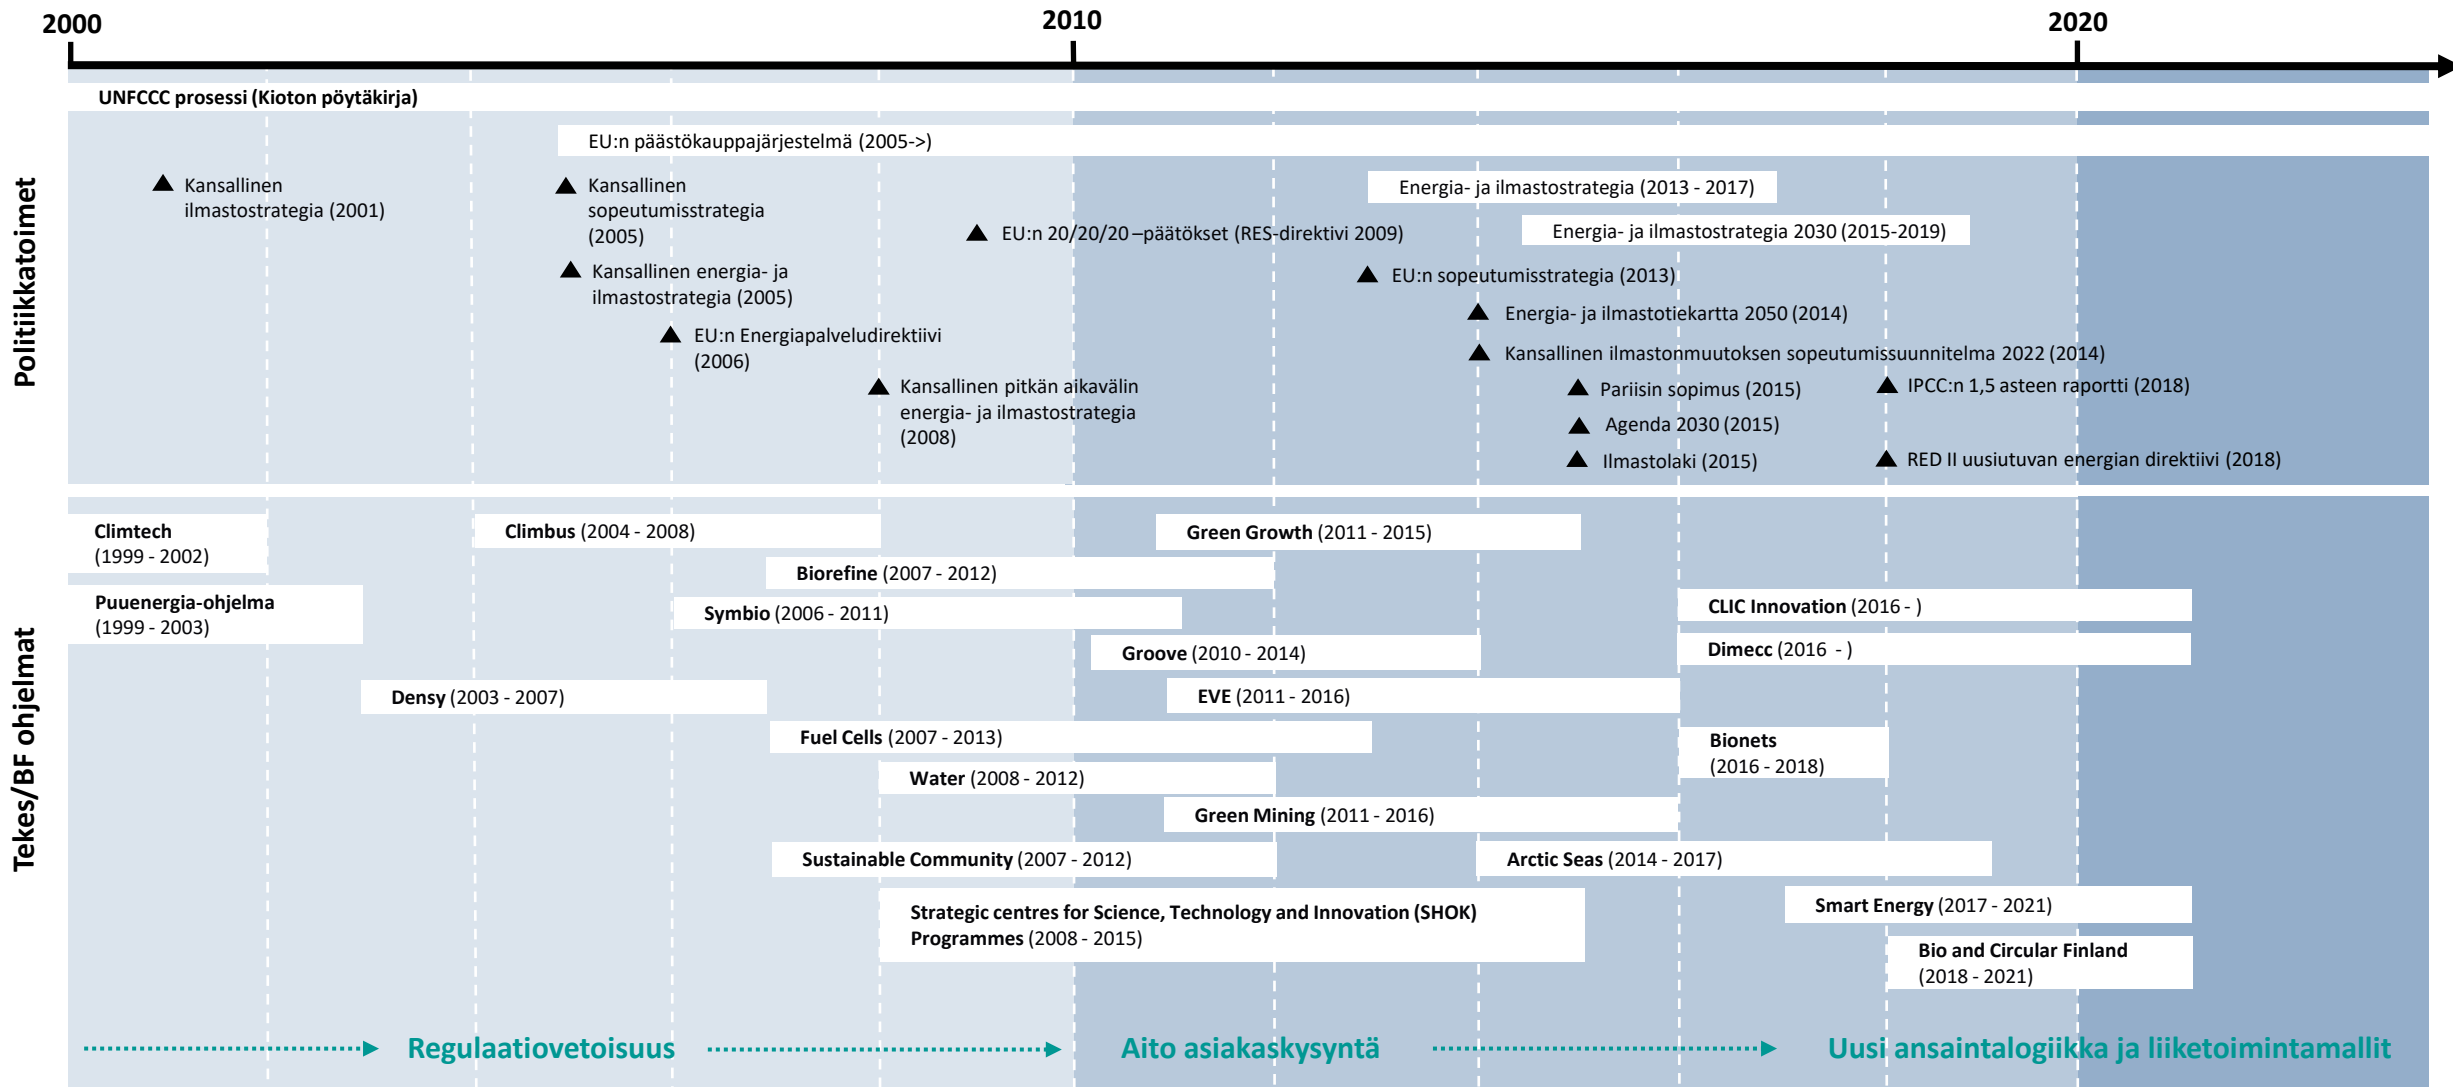 2000
2010
2020
UNFCCC prosessi (Kioton pöytäkirja)
Politiikkatoimet
EU:n päästökauppajärjestelmä (2005->)
Kansallinen
ilmastostrategia (2001)
Kansallinen
sopeutumisstrategia
(2005)
Kansallinen energia- ja
ilmastostrategia (2005)
EU:n Energiapalveludirektiivi
(2006)
Kansallinen pitkän aikavälin
energia- ja ilmastostrategia
(2008)
EU:n 20/20/20 –päätökset (RES-direktivi 2009)
Energia- ja ilmastostrategia (2013 - 2017)
Energia- ja ilmastostrategia 2030 (2015-2019)
EU:n sopeutumisstrategia (2013)
Energia- ja ilmastotiekartta 2050 (2014)
Kansallinen ilmastonmuutoksen sopeutumissuunnitelma 2022 (2014)
Pariisin sopimus (2015)
IPCC:n 1,5 asteen raportti (2018)
Agenda 2030 (2015)
Ilmastolaki (2015)
RED II uusiutuvan energian direktiivi (2018)
Tekes/BF ohjelmat
Climtech
(1999 - 2002)
Climbus (2004 - 2008)
Green Growth (2011 - 2015)
Biorefine (2007 - 2012)
Puuenergia-ohjelma
(1999 - 2003)
Symbio (2006 - 2011)
CLIC Innovation (2016 - )
Groove (2010 - 2014)
Dimecc (2016  - )
Densy (2003 - 2007)
EVE (2011 - 2016)
Fuel Cells (2007 - 2013)
Bionets
(2016 - 2018)
Water (2008 - 2012)
Green Mining (2011 - 2016)
Sustainable Community (2007 - 2012)
Arctic Seas (2014 - 2017)
Strategic centres for Science, Technology and Innovation (SHOK)
Programmes (2008 - 2015)
Smart Energy (2017 - 2021)
Bio and Circular Finland
(2018 - 2021)
Regulaatiovetoisuus
Aito asiakaskysyntä
Uusi ansaintalogiikka ja liiketoimintamallit